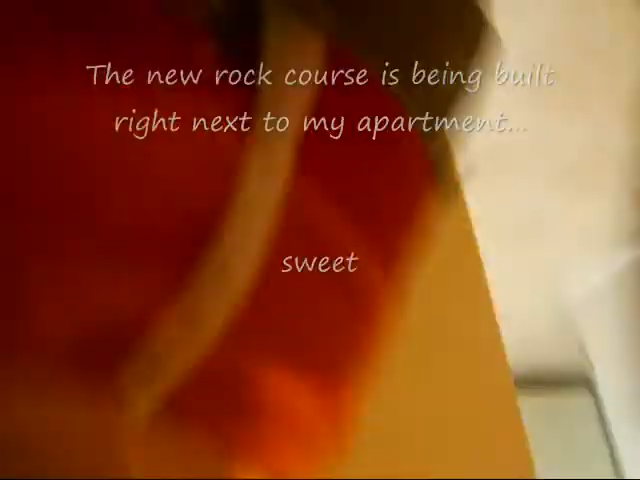 The new rock course is being built
right next to my apartment...
sweet